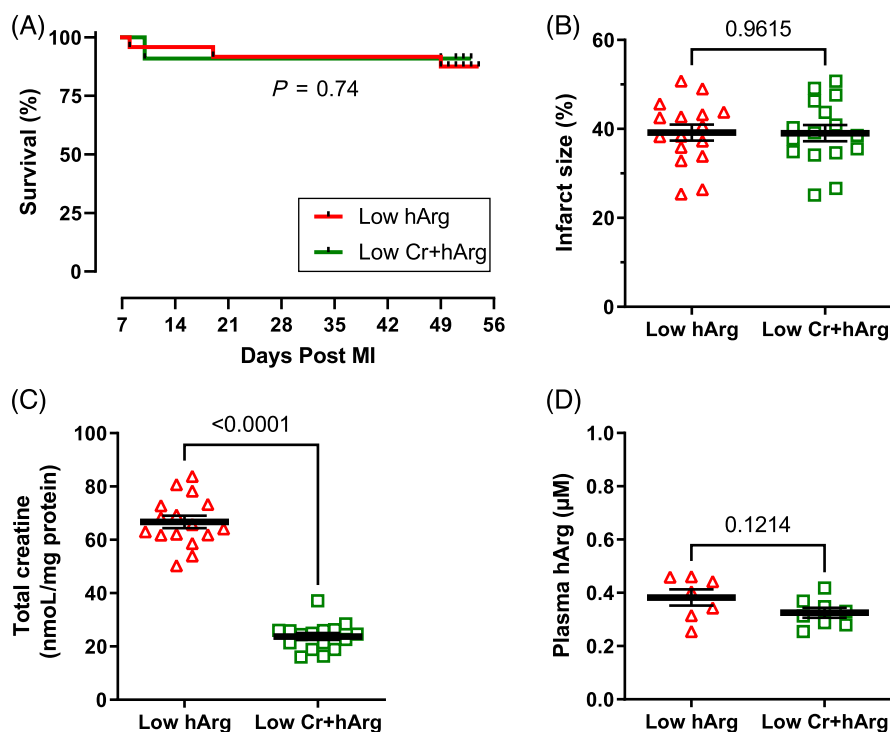 (A)
100
75
50
25
0
Survival (%)
P = 0.74
Low hArg
Low Cr+hArg
7 14 21 28 35 42 49 56
Days Post MI
(B)
60
40
20
0
Infarct size (%)
0.9615
Low hArg Low Cr+hArg
(C)
100
80
60
40
20
0
Total creatine
(nmoL/mg protein)
<0.0001
Low hArg Low Cr+hArg
(D)
1.0
0.8
0.6
0.4
0.2
0.0
Plasma hArg (μM)
0.1214
Low hArg Low Cr+hArg